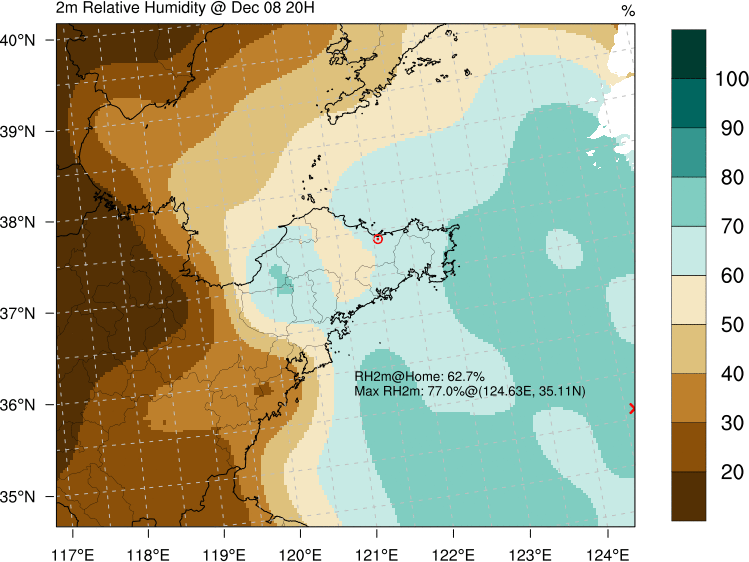 2m Relative Humidity @ Dec 08 20H
%
40°N
39°N
38°N
37°N
36°N
35°N
RH2m@Home: 62.7%
Max RH2m: 77.0%@(124.63E, 35.11N)
117°E 118°E 119°E 120°E 121°E 122°E 123°E 124°E
100
90
80
70
60
50
40
30
20